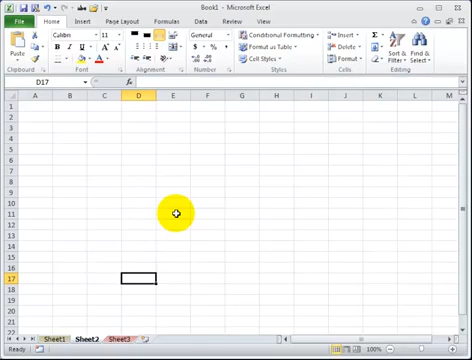 Book1 - Microsoft Excel
File Home Insert Page Layout Formulas Data Review View
Calibri 11 General Conditional Formatting Insert
Paste B I U $ % , Format as Table Delete Sort & Find &
Cell Styles Format Filter Select
Clipboard Font Alignment Number Styles Cells Editing
D17 fx
A B C D E F G H I J K L M
1
2
3
4
5
6
7
8
9
10
11
12
13
14
15
16
17
18
19
20
21
22
Sheet1 Sheet2 Sheet3
Ready 100%